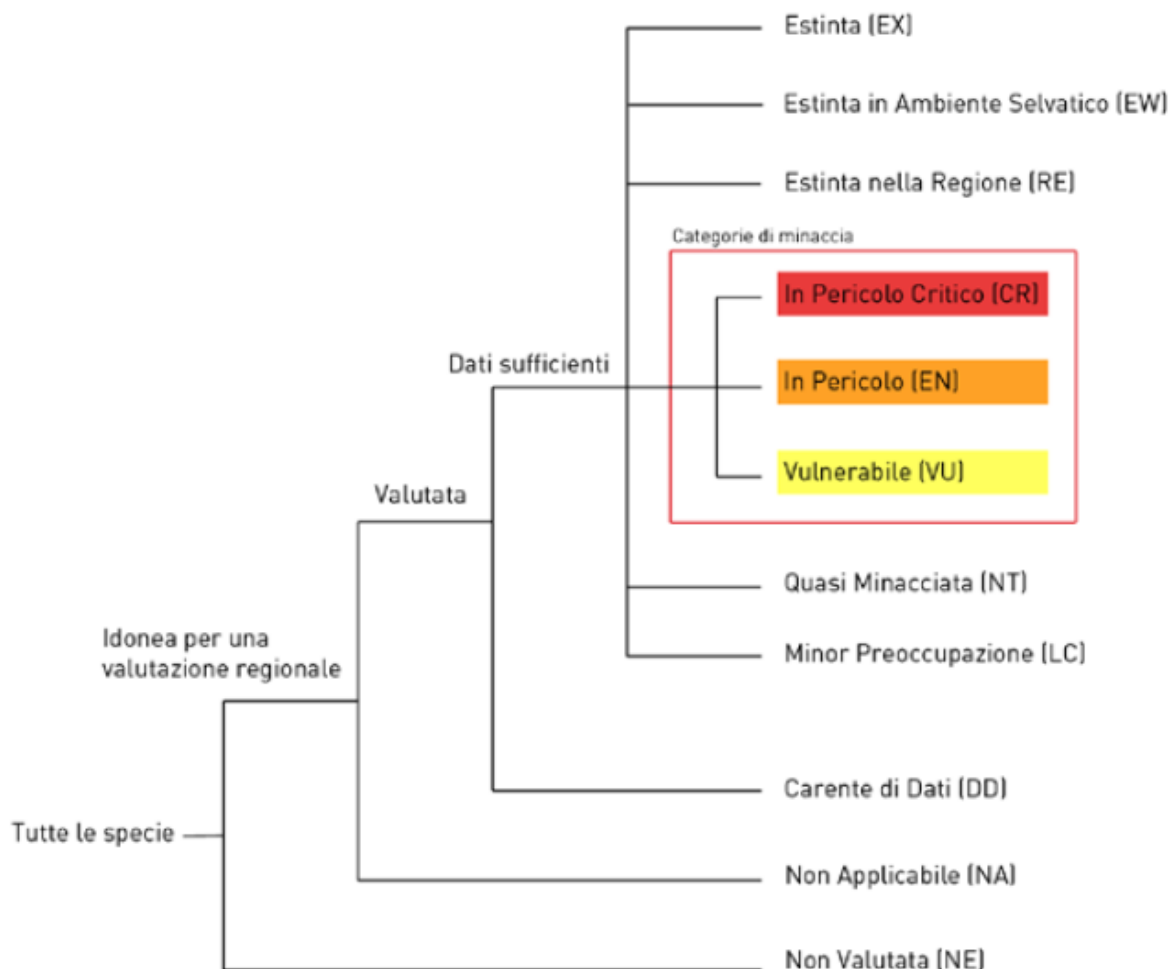 Estinta (EX)
Estinta in Ambiente Selvatico (EW)
Estinta nella Regione (RE)
Categorie di minaccia
In Pericolo Critico (CR)
Dati sufficienti
In Pericolo (EN)
Vulnerabile (VU)
Valutata
Quasi Minacciata (NT)
Idonea per una
valutazione regionale
Minor Preoccupazione (LC)
Carente di Dati (DD)
Tutte le specie
Non Applicabile (NA)
Non Valutata (NE)